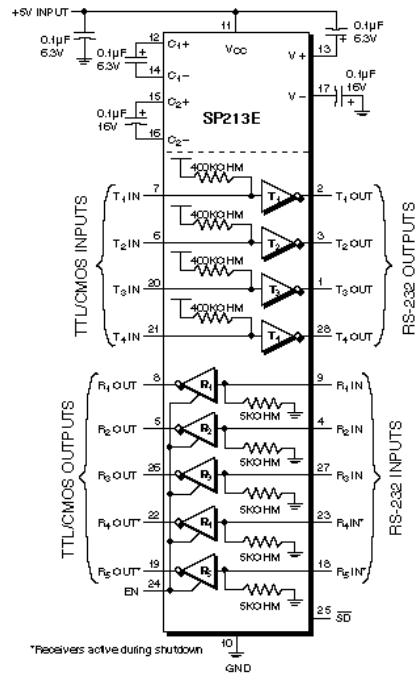 +5V INPUT
0.1µF
6.3V
0.1µF
6.3V
12
C1+
14
C1-
11
VCC
V+
13
0.1µF
6.3V
0.1µF
16V
15
C2+
16
C2-
V-
17
0.1µF
16V
SP213E
400KOHM
T1 IN
7
T1
2
T1 OUT
400KOHM
T2 IN
6
T2
3
T2 OUT
400KOHM
T3 IN
20
T3
1
T3 OUT
400KOHM
T4 IN
21
T4
28
T4 OUT
TTL/CMOS INPUTS
RS-232 OUTPUTS
R1 OUT
8
R1
9
R1 IN
5KOHM
R2 OUT
5
R2
4
R2 IN
5KOHM
R3 OUT
26
R3
27
R3 IN
5KOHM
R4 OUT*
22
R4
23
R4 IN*
5KOHM
R5 OUT*
19
R5
18
R5 IN*
5KOHM
TTL/CMOS OUTPUTS
RS-232 INPUTS
EN
24
25
SD
10
GND
*Receivers active during shutdown